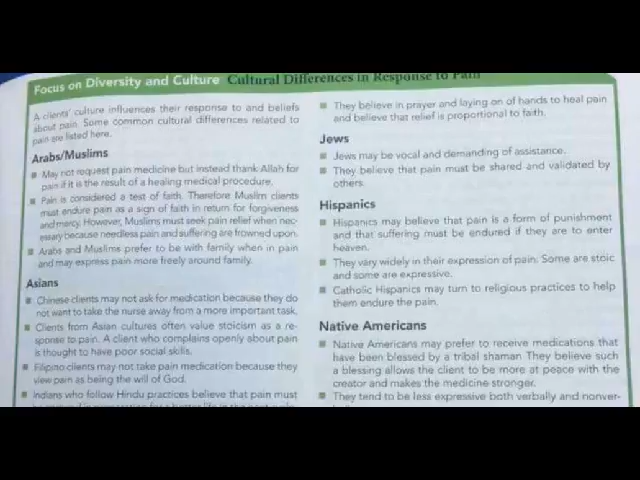 Focus on Diversity and Culture Cultural Differences in Response to Pain
A clients' culture influences their response to and beliefs
about pain. Some common cultural differences related to
pain are listed here.
Arabs/Muslims
May not request pain medicine but instead thank Allah for
pain if it is the result of a healing medical procedure.
Pain is considered a test of faith. Therefore Muslim clients
must endure pain as a sign of faith in return for forgiveness
and mercy. However, Muslims must seek pain relief when nec-
essary because needless pain and suffering are frowned upon.
Arabs and Muslims prefer to be with family when in pain
and may express pain more freely around family.
Asians
Chinese clients may not ask for medication because they do
not want to take the nurse away from a more important task.
Clients from Asian cultures often value stoicism as a re-
sponse to pain. A client who complains openly about pain
is thought to have poor social skills.
Filipino clients may not take pain medication because they
view pain as being the will of God.
Indians who follow Hindu practices believe that pain must
They believe in prayer and laying on of hands to heal pain
and believe that relief is proportional to faith.
Jews
Jews may be vocal and demanding of assistance.
They believe that pain must be shared and validated by
others.
Hispanics
Hispanics may believe that pain is a form of punishment
and that suffering must be endured if they are to enter
heaven.
They vary widely in their expression of pain. Some are stoic
and some are expressive.
Catholic Hispanics may turn to religious practices to help
them endure the pain.
Native Americans
Native Americans may prefer to receive medications that
have been blessed by a tribal shaman. They believe such
a blessing allows the client to be more at peace with the
creator and makes the medicine stronger.
They tend to be less expressive both verbally and nonver-